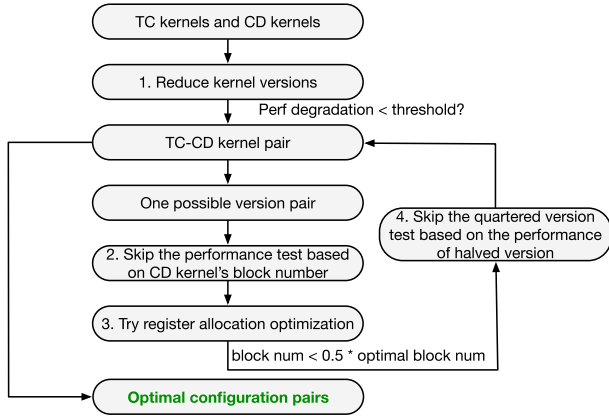 TC kernels and CD kernels
1. Reduce kernel versions
Perf degradation < threshold?
TC-CD kernel pair
One possible version pair
2. Skip the performance test based
on CD kernel's block number
3. Try register allocation optimization
4. Skip the quartered version
test based on the performance
of halved version
block num < 0.5 * optimal block num
Optimal configuration pairs